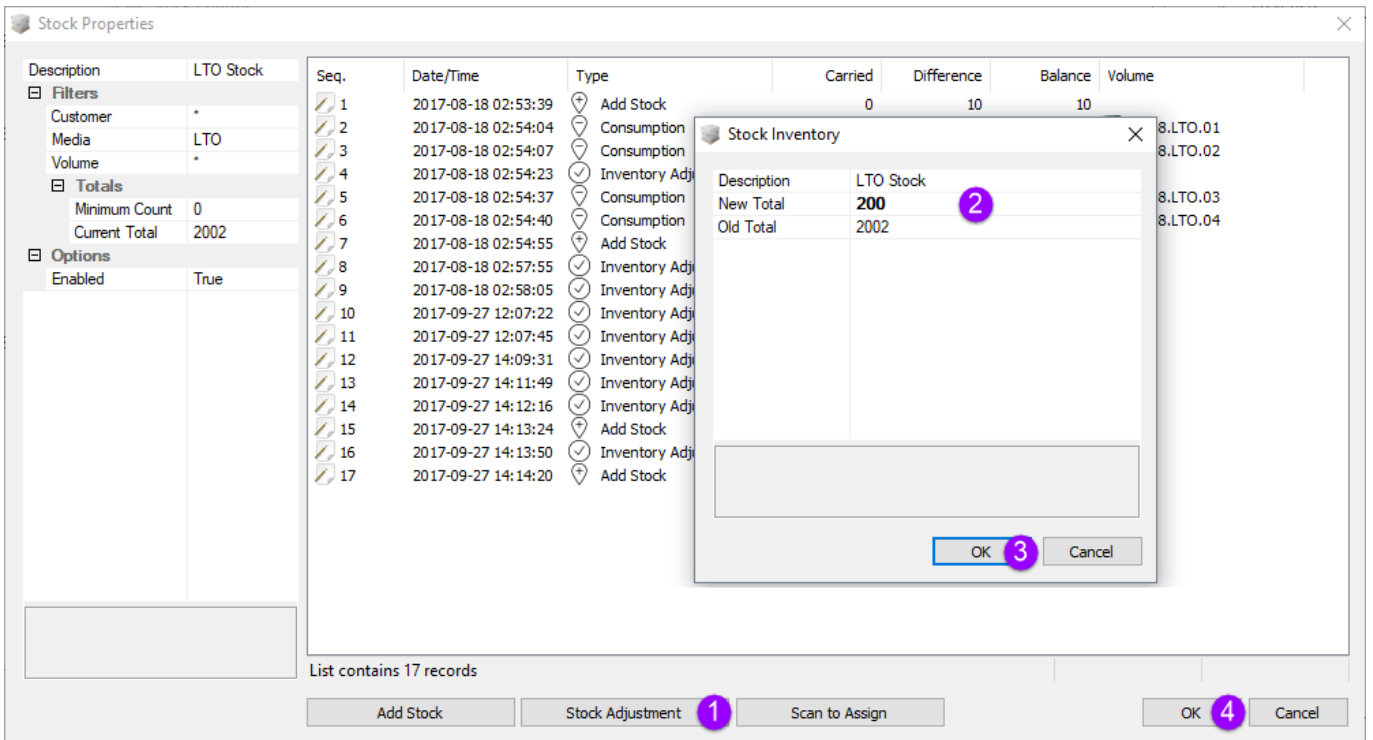 Stock Properties
Description LTO Stock
Filters
Customer *
Media LTO
Volume *
Totals
Minimum Count 0
Current Total 2002
Options
Enabled True
Seq. Date/Time Type Carried Difference Balance Volume
1 2017-08-18 02:53:39 Add Stock 0 10 10
2 2017-08-18 02:54:04 Consumption 8.LTO.01
3 2017-08-18 02:54:07 Consumption 8.LTO.02
4 2017-08-18 02:54:23 Inventory Adj
5 2017-08-18 02:54:37 Consumption 8.LTO.03
6 2017-08-18 02:54:40 Consumption 8.LTO.04
7 2017-08-18 02:54:55 Add Stock
8 2017-08-18 02:57:55 Inventory Adj
9 2017-08-18 02:58:05 Inventory Adj
10 2017-09-27 12:07:22 Inventory Adj
11 2017-09-27 12:07:45 Inventory Adj
12 2017-09-27 14:09:31 Inventory Adj
13 2017-09-27 14:11:49 Inventory Adj
14 2017-09-27 14:12:16 Inventory Adj
15 2017-09-27 14:13:24 Add Stock
16 2017-09-27 14:13:50 Inventory Adj
17 2017-09-27 14:14:20 Add Stock
Stock Inventory
Description LTO Stock
New Total 200 2
Old Total 2002
OK 3 Cancel
List contains 17 records
Add Stock Stock Adjustment 1 Scan to Assign OK 4 Cancel